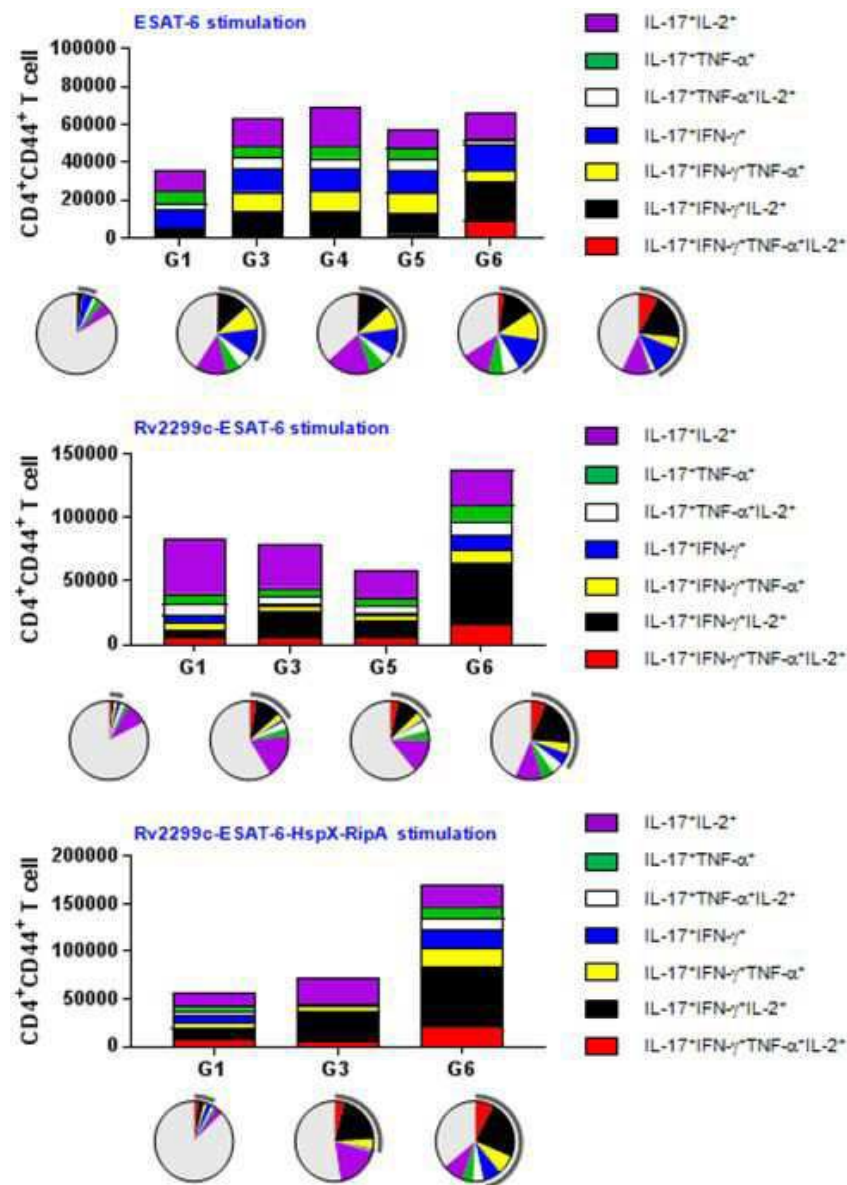 ESAT-6 stimulation
CD4⁺CD44⁺ T cell
100000
80000
60000
40000
20000
0
G1 G3 G4 G5 G6
IL-17⁺IL-2⁺
IL-17⁺TNF-α⁺
IL-17⁺TNF-α⁺IL-2⁺
IL-17⁺IFN-γ⁺
IL-17⁺IFN-γ⁺TNF-α⁺
IL-17⁺IFN-γ⁺IL-2⁺
IL-17⁺IFN-γ⁺TNF-α⁺IL-2⁺
Rv2299c-ESAT-6 stimulation
CD4⁺CD44⁺ T cell
150000
100000
50000
0
G1 G3 G5 G6
IL-17⁺IL-2⁺
IL-17⁺TNF-α⁺
IL-17⁺TNF-α⁺IL-2⁺
IL-17⁺IFN-γ⁺
IL-17⁺IFN-γ⁺TNF-α⁺
IL-17⁺IFN-γ⁺IL-2⁺
IL-17⁺IFN-γ⁺TNF-α⁺IL-2⁺
Rv2299c-ESAT-6-HspX-RipA stimulation
CD4⁺CD44⁺ T cell
200000
150000
100000
50000
0
G1 G3 G6
IL-17⁺IL-2⁺
IL-17⁺TNF-α⁺
IL-17⁺TNF-α⁺IL-2⁺
IL-17⁺IFN-γ⁺
IL-17⁺IFN-γ⁺TNF-α⁺
IL-17⁺IFN-γ⁺IL-2⁺
IL-17⁺IFN-γ⁺TNF-α⁺IL-2⁺